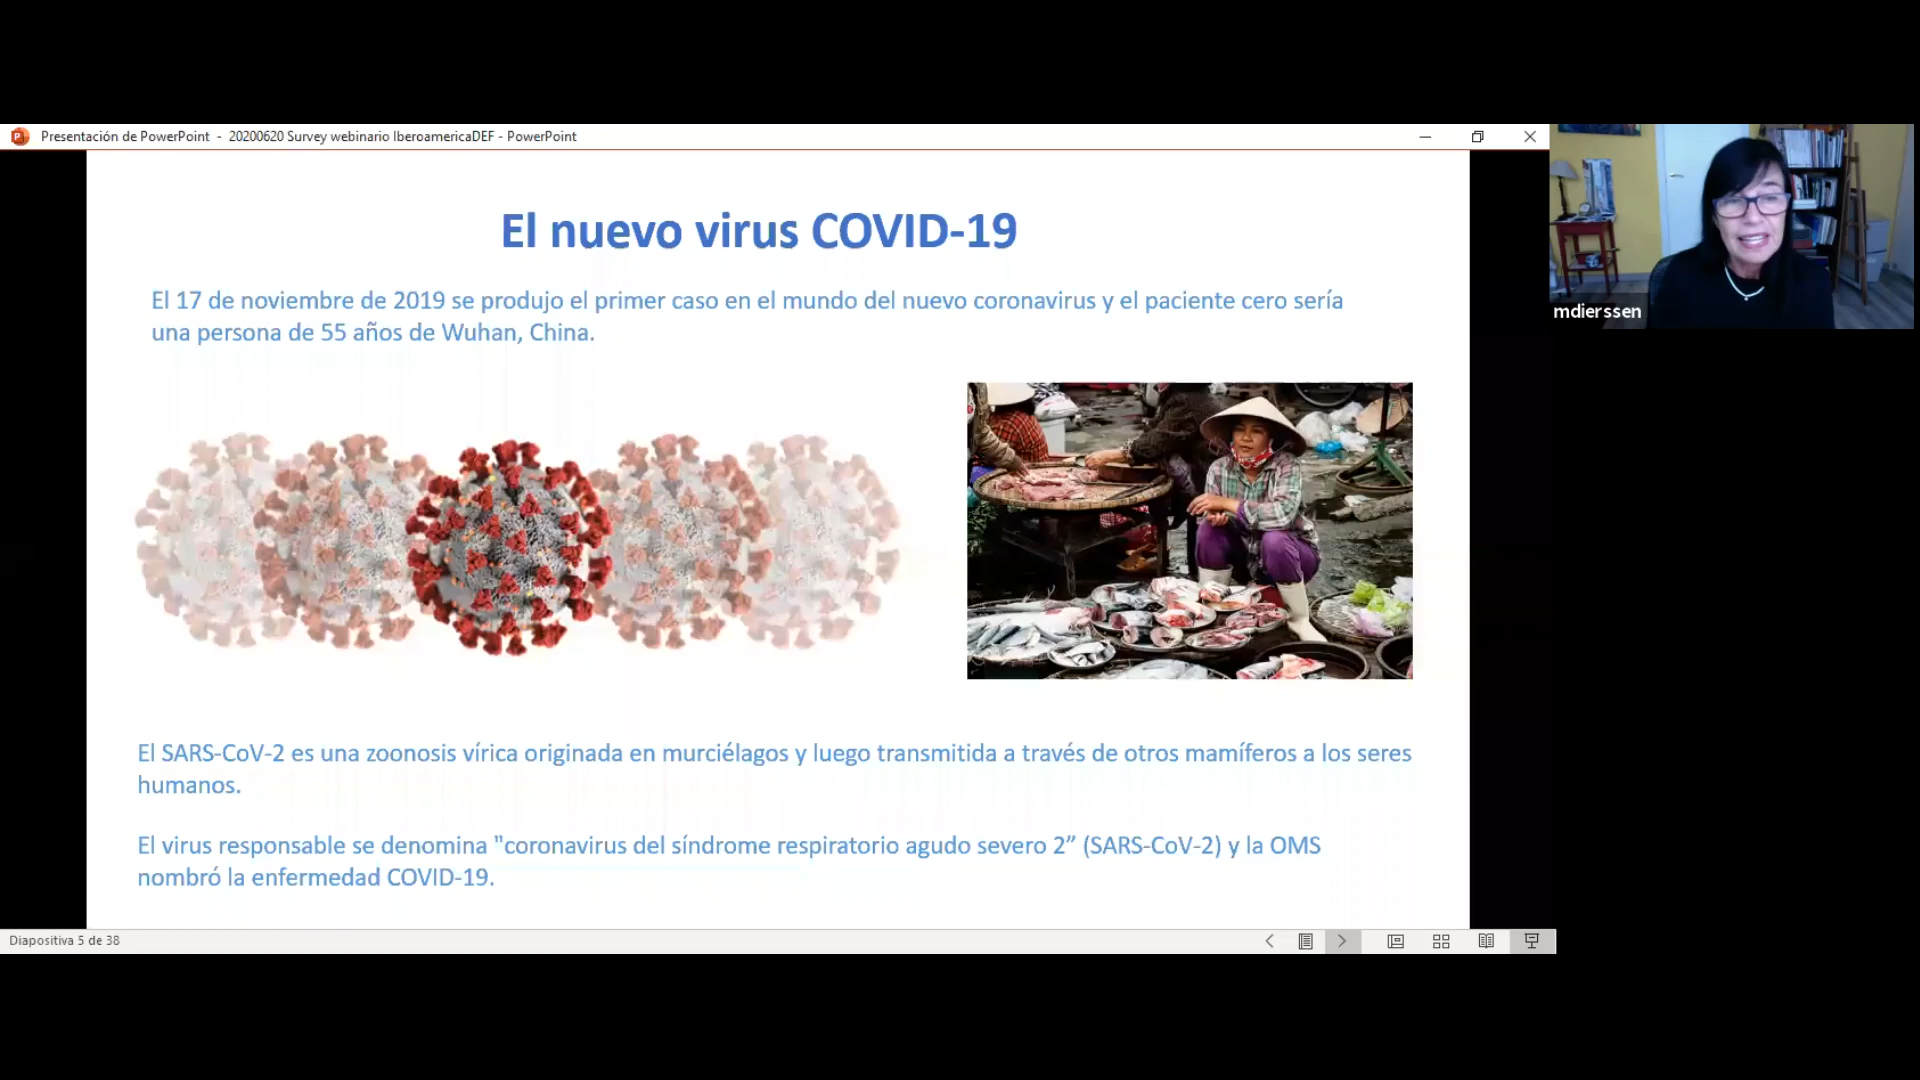 Presentación de PowerPoint - 20200620 Survey webinario IberoamericaDEF - PowerPoint
El nuevo virus COVID-19
El 17 de noviembre de 2019 se produjo el primer caso en el mundo del nuevo coronavirus y el paciente cero sería
una persona de 55 años de Wuhan, China.
mdierssen
El SARS-CoV-2 es una zoonosis vírica originada en murciélagos y luego transmitida a través de otros mamíferos a los seres
humanos.
El virus responsable se denomina "coronavirus del síndrome respiratorio agudo severo 2” (SARS-CoV-2) y la OMS
nombró la enfermedad COVID-19.
Diapositiva 5 de 38